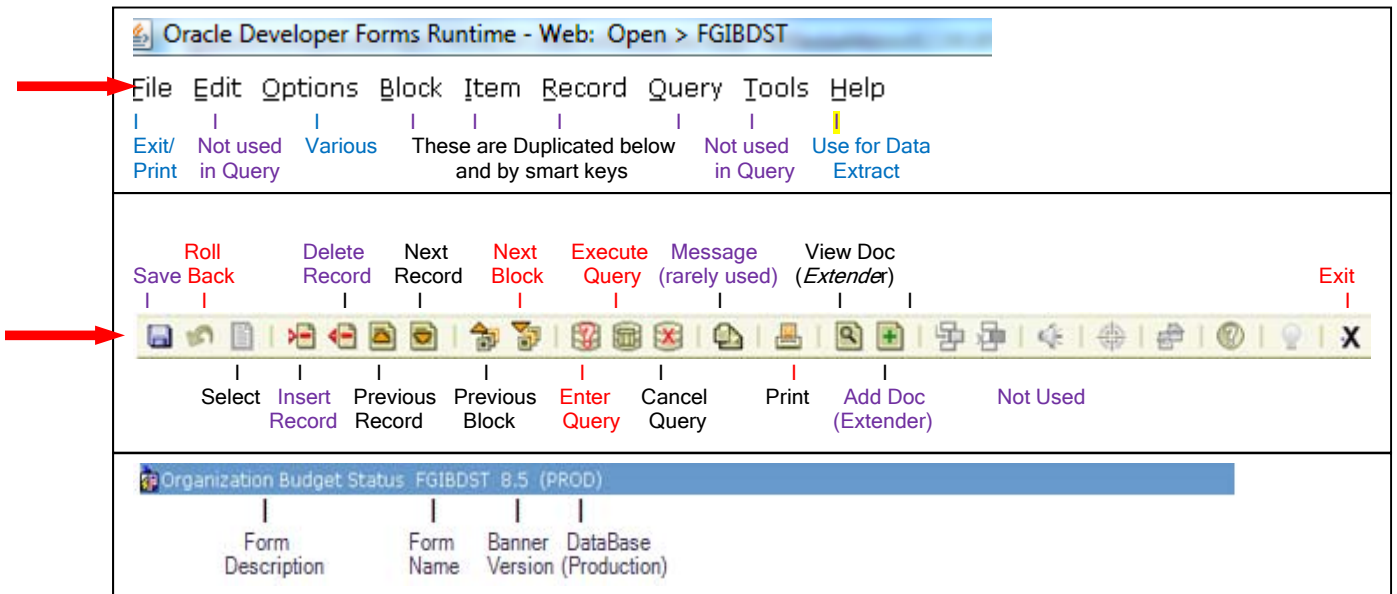 Oracle Developer Forms Runtime - Web: Open > FGIBDST
File Edit Options Block Item Record Query Tools Help
Exit/ Not used Various These are Duplicated below Not used Use for Data
Print in Query and by smart keys in Query Extract
Roll Delete Next Next Execute Message View Doc
Save Back Record Record Block Query (rarely used) (Extender) Exit
Select Insert Previous Previous Enter Cancel Print Add Doc Not Used
Record Record Block Query Query (Extender)
Organization Budget Status FGIBDST 8.5 (PROD)
Form Form Banner DataBase
Description Name Version (Production)